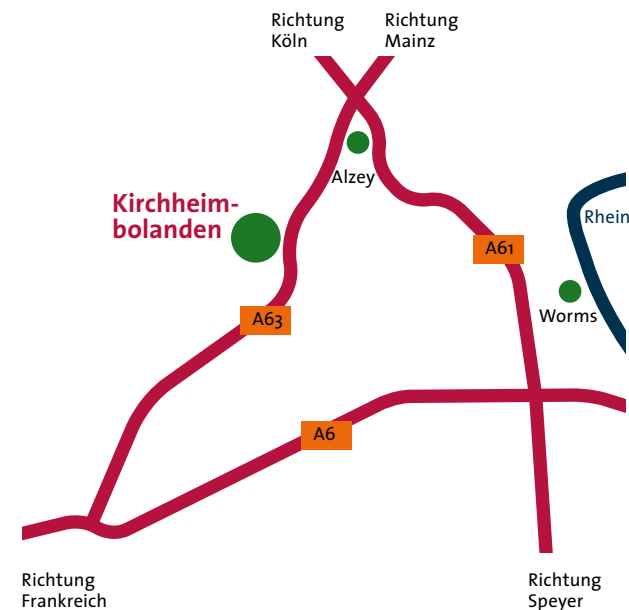 Richtung
Köln
Richtung
Mainz
Alzey
Kirchheim-
bolanden
Rhein
A61
Worms
A63
A6
Richtung
Frankreich
Richtung
Speyer